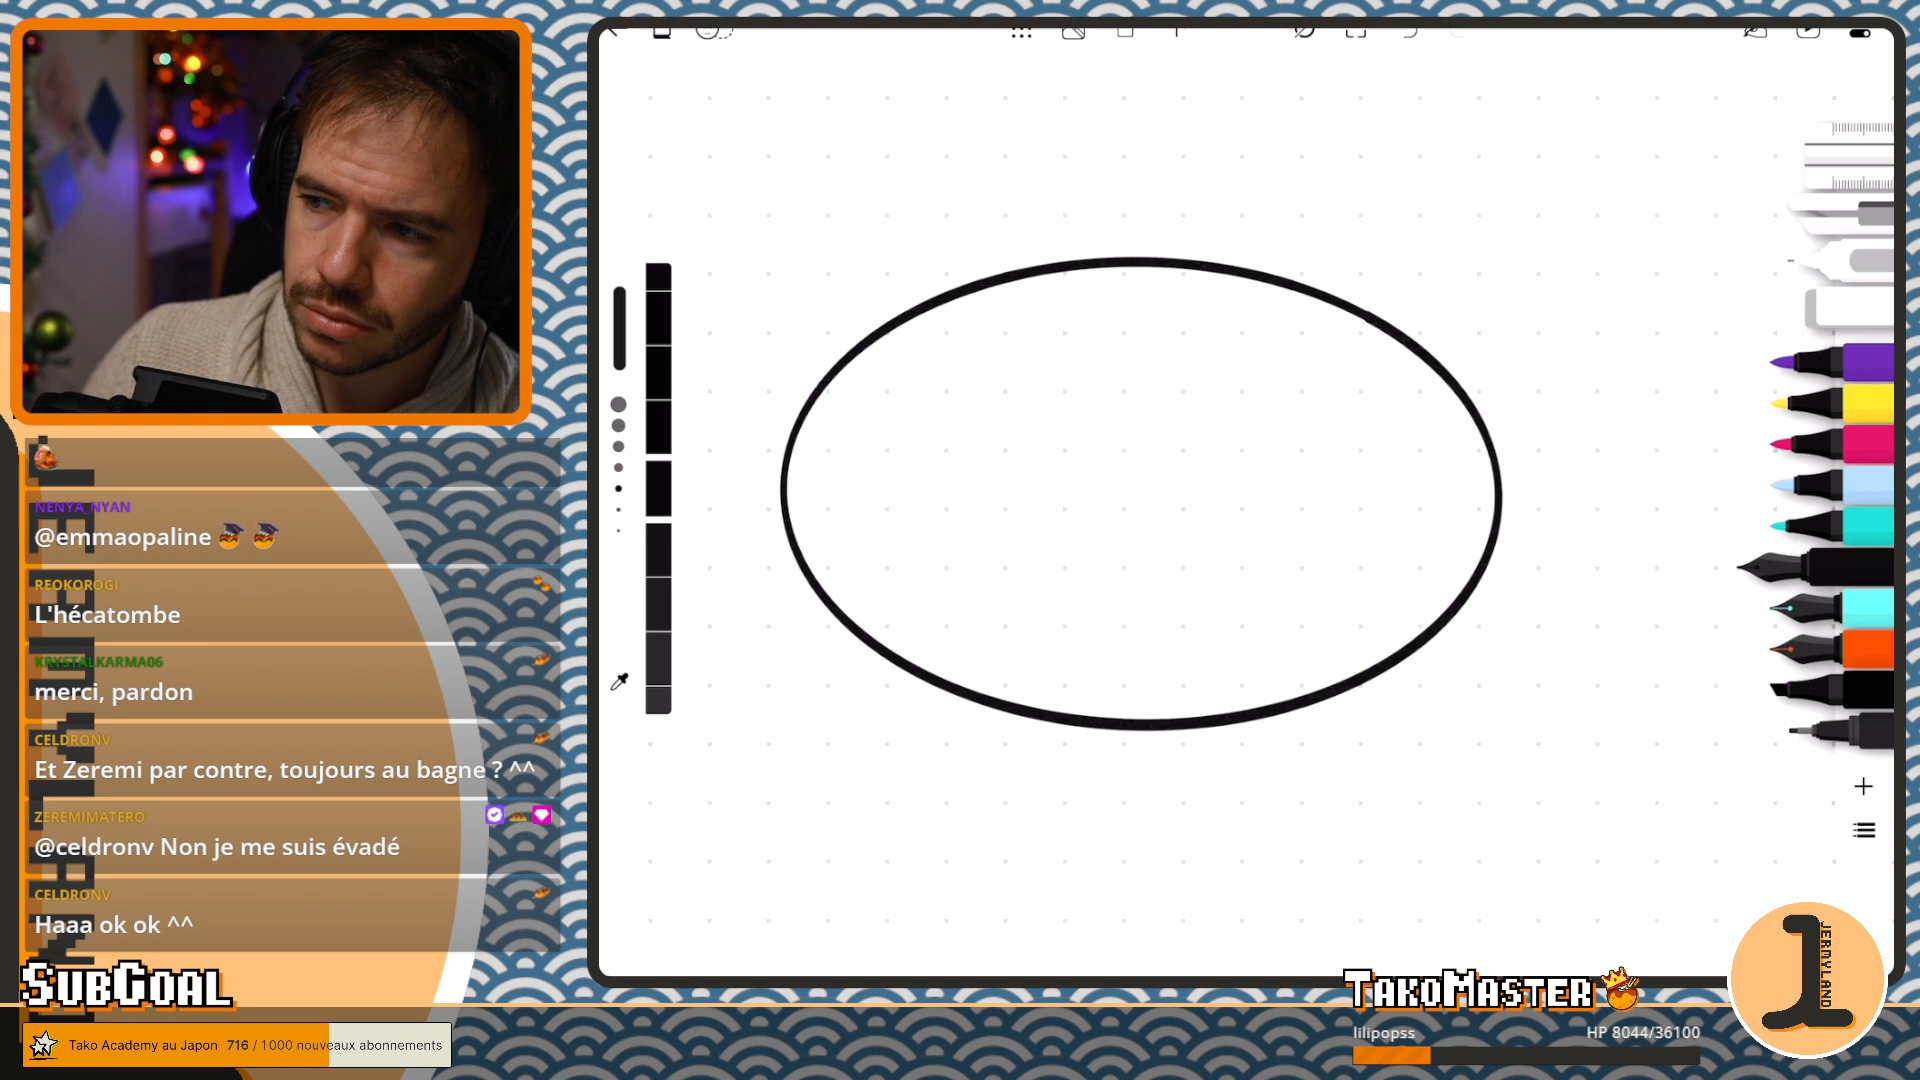 NENYA_NYAN
@emmaopaline
REOKOROGI
L'hécatombe
KRYSTALKARMA06
merci, pardon
CELDRONV
Et Zeremi par contre, toujours au bagne ? ^^
ZEREMIMATERO
@celdronv Non je me suis évadé
CELDRONV
Haaa ok ok ^^
SUBGOAL
Tako Academy au Japon 716 / 1000 nouveaux abonnements
TAKOMASTER
lilipopss HP 8044/36100
JERMYLAND